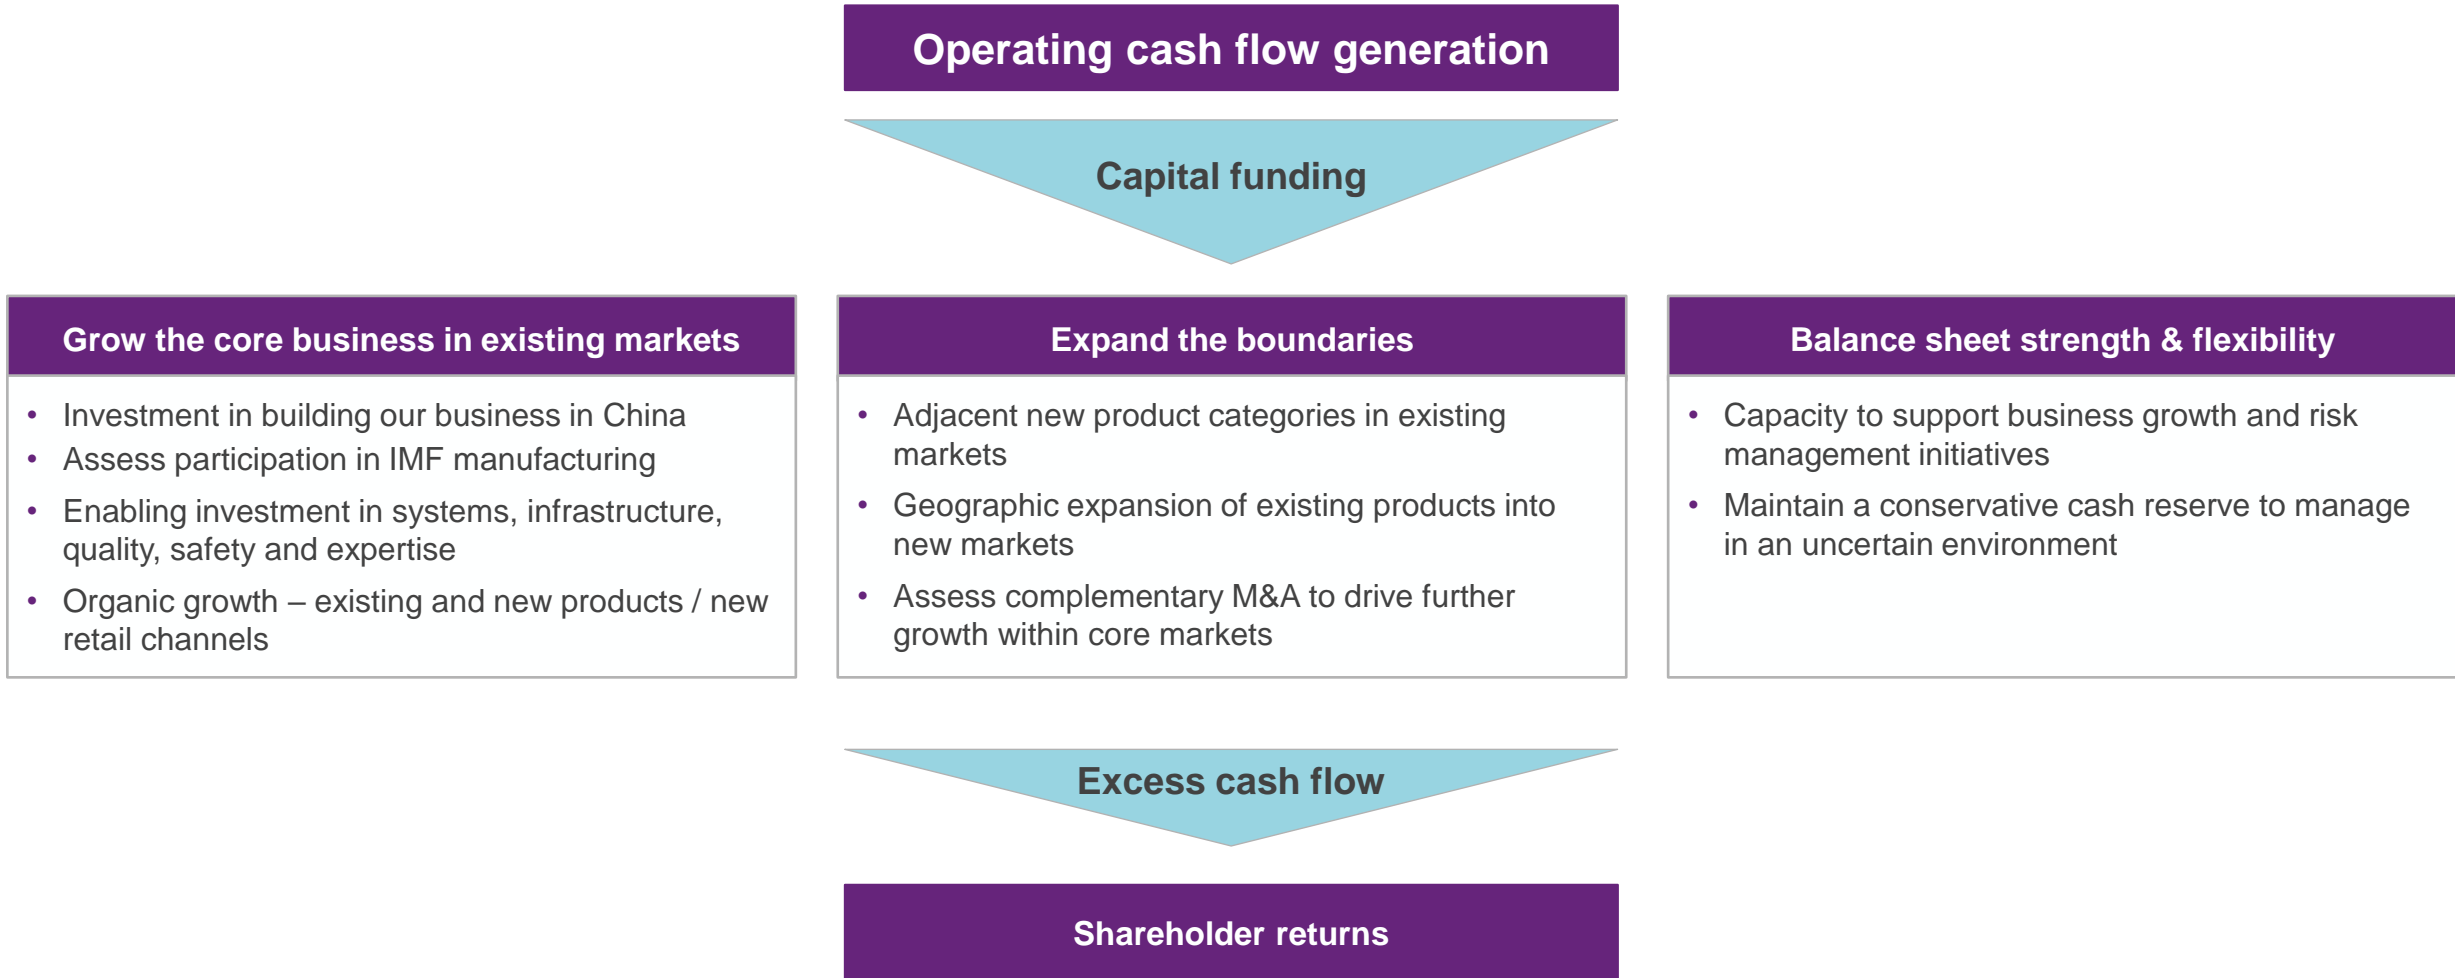 Operating cash flow generation
Capital funding
Grow the core business in existing markets
• Investment in building our business in China
• Assess participation in IMF manufacturing
• Enabling investment in systems, infrastructure,
quality, safety and expertise
• Organic growth – existing and new products / new
retail channels
Expand the boundaries
• Adjacent new product categories in existing
markets
• Geographic expansion of existing products into
new markets
• Assess complementary M&A to drive further
growth within core markets
Balance sheet strength & flexibility
• Capacity to support business growth and risk
management initiatives
• Maintain a conservative cash reserve to manage
in an uncertain environment
Excess cash flow
Shareholder returns